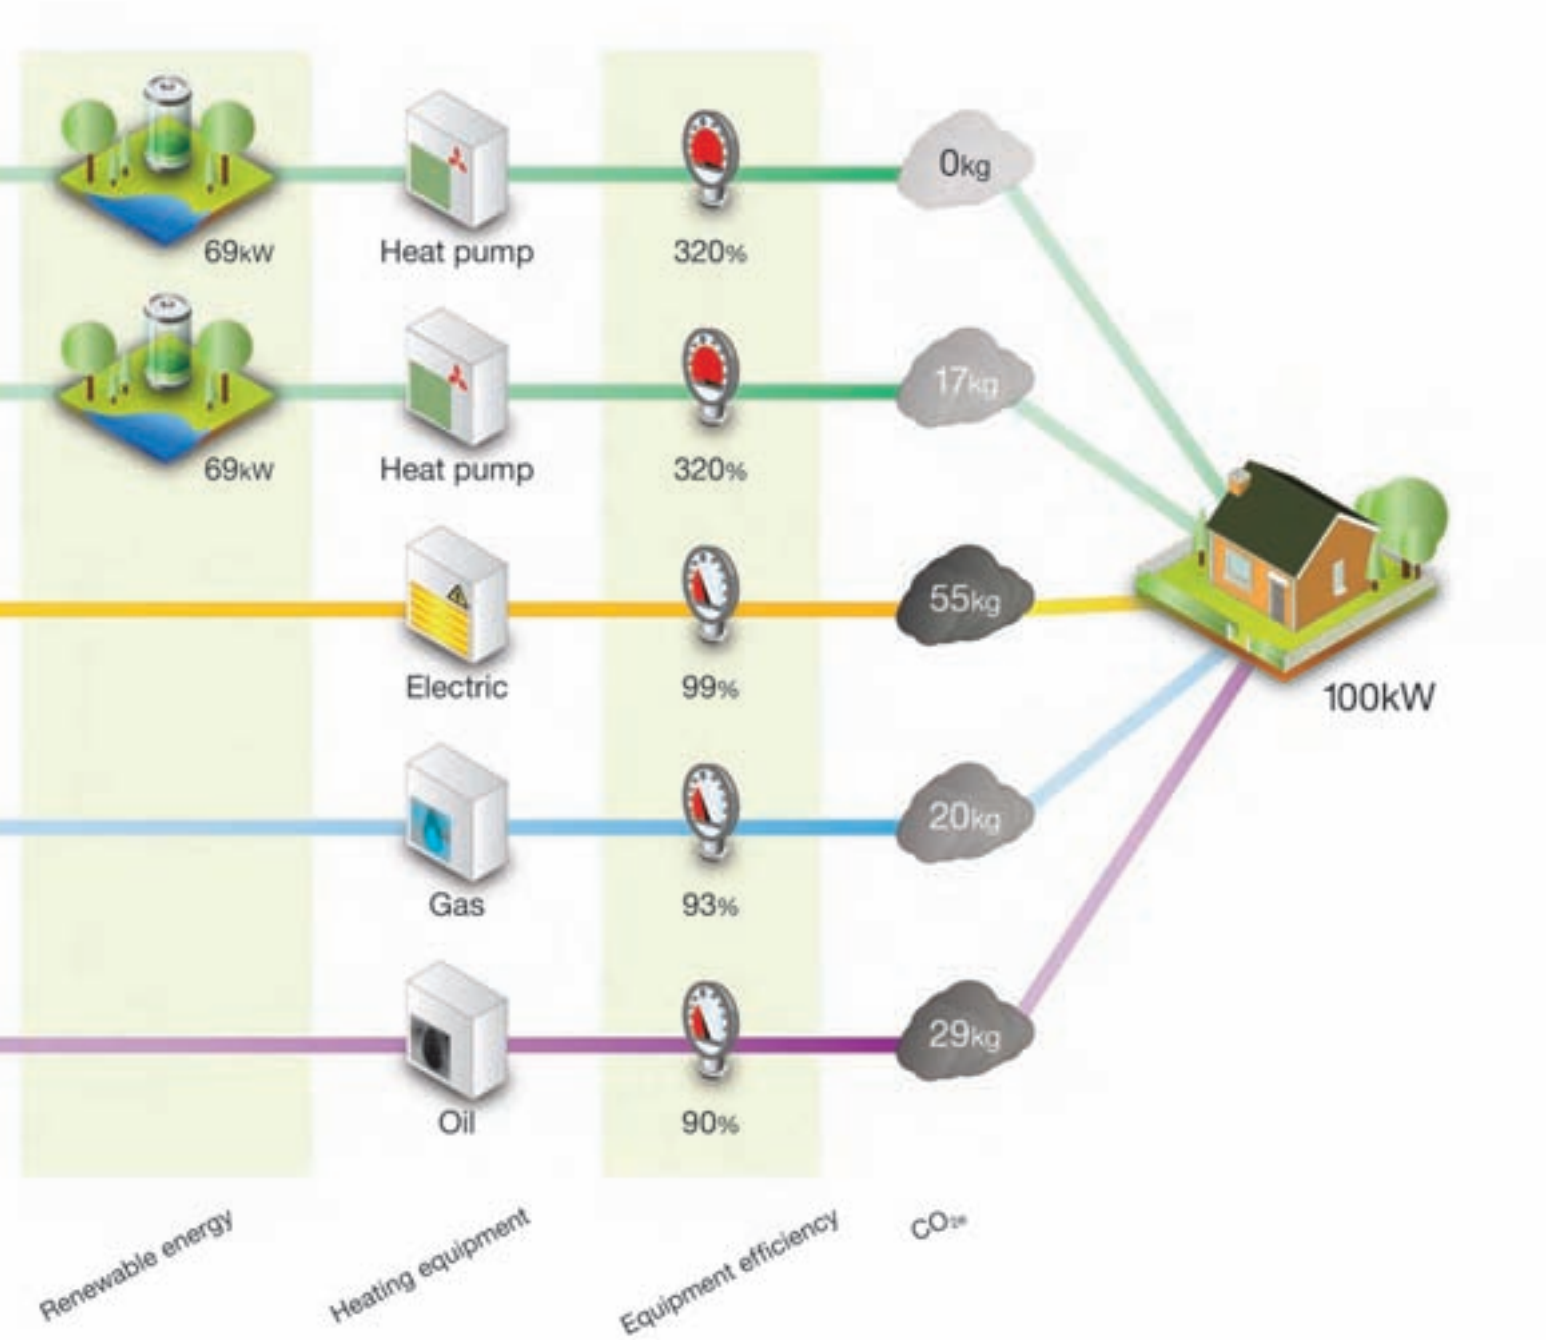 0kg
69kW Heat pump 320%
17kg
69kW Heat pump 320%
55kg
Electric 99%
100kW
20kg
Gas 93%
29kg
Oil 90%
Renewable energy
Heating equipment
Equipment efficiency
CO₂e